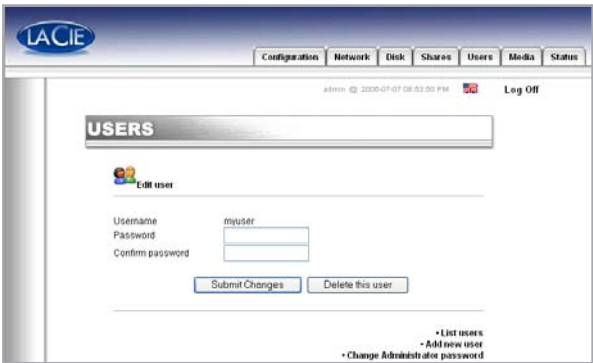 LACIE
Configuration Network Disk Shares Users Media Status
admin @ 2006-07-07 08:53:50 PM Log Off
USERS
Edit user
Username myuser
Password
Confirm password
Submit Changes Delete this user
• List users
• Add new user
• Change Administrator password